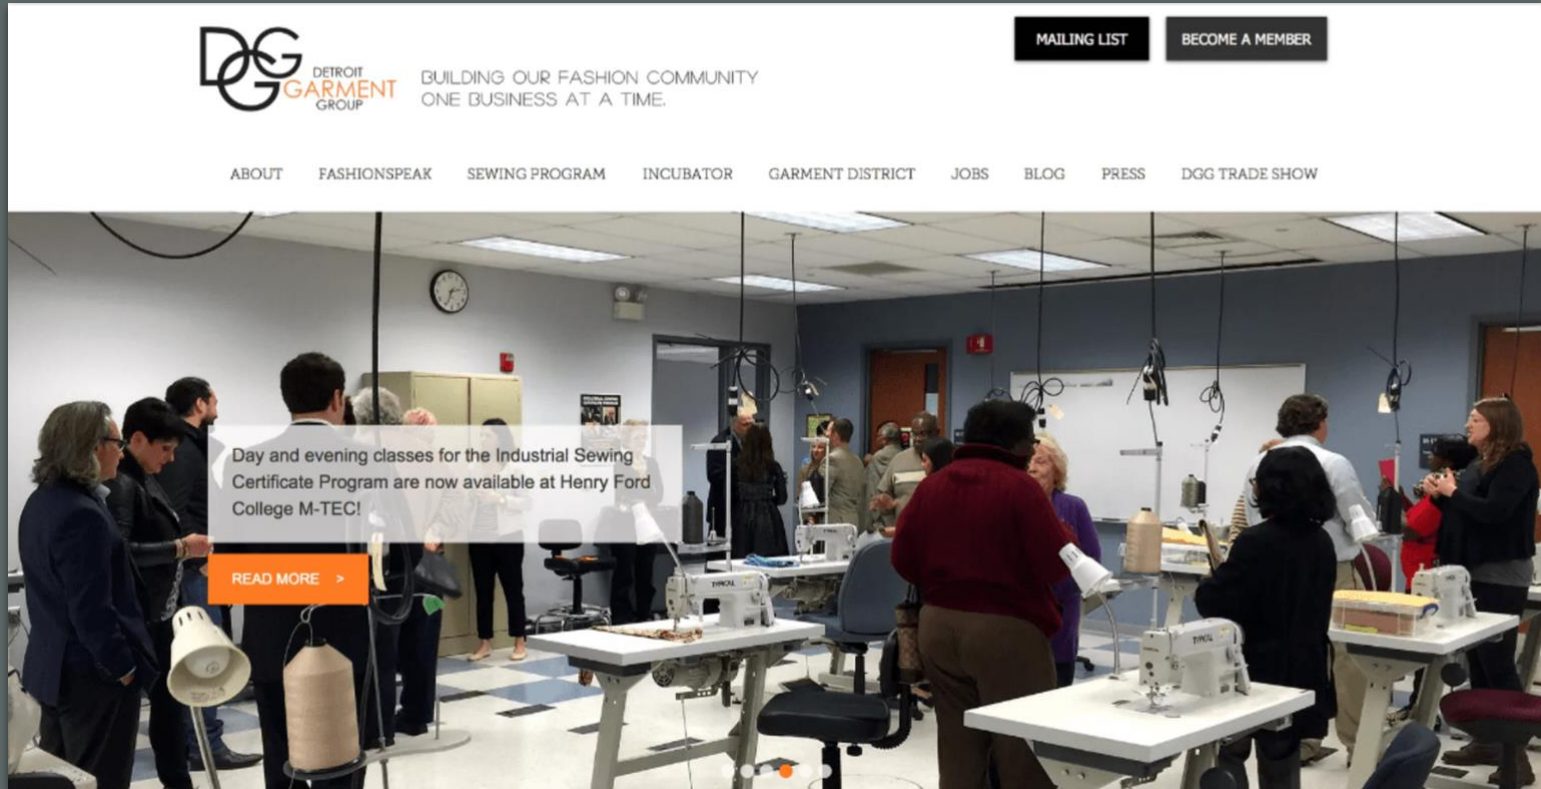 DGG
DETROIT
GARMENT
GROUP
BUILDING OUR FASHION COMMUNITY
ONE BUSINESS AT A TIME.
MAILING LIST
BECOME A MEMBER
ABOUT
FASHIONSPEAK
SEWING PROGRAM
INCUBATOR
GARMENT DISTRICT
JOBS
BLOG
PRESS
DGG TRADE SHOW
Day and evening classes for the Industrial Sewing
Certificate Program are now available at Henry Ford
College M-TEC!
READ MORE >
TYPICAL
TYPICAL